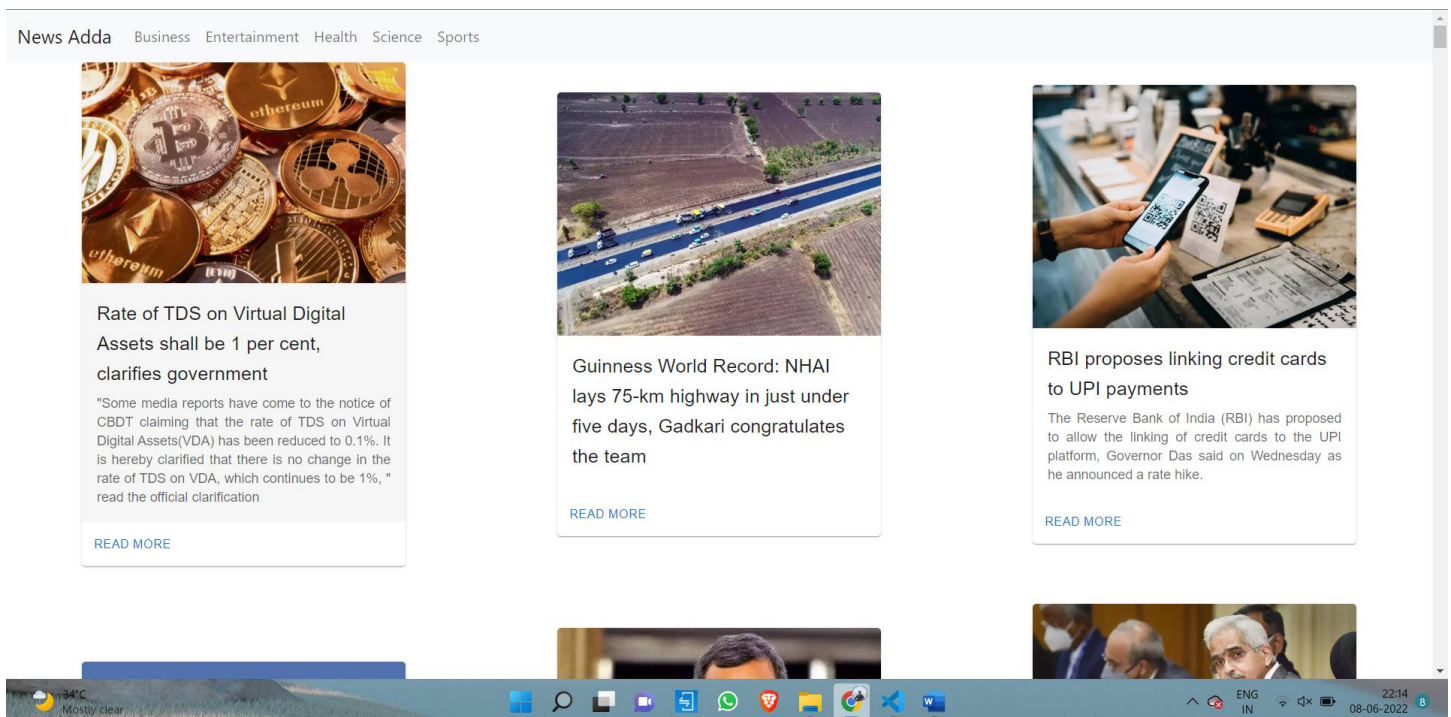 News Adda Business Entertainment Health Science Sports
ethereum
ethereum
Rate of TDS on Virtual Digital
Assets shall be 1 per cent,
clarifies government
"Some media reports have come to the notice of
CBDT claiming that the rate of TDS on Virtual
Digital Assets(VDA) has been reduced to 0.1%. It
is hereby clarified that there is no change in the
rate of TDS on VDA, which continues to be 1%, "
read the official clarification
READ MORE
Guinness World Record: NHAI
lays 75-km highway in just under
five days, Gadkari congratulates
the team
READ MORE
RBI proposes linking credit cards
to UPI payments
The Reserve Bank of India (RBI) has proposed
to allow the linking of credit cards to the UPI
platform, Governor Das said on Wednesday as
he announced a rate hike.
READ MORE
34°C
Mostly clear
ENG
IN
22:14
08-06-2022
8